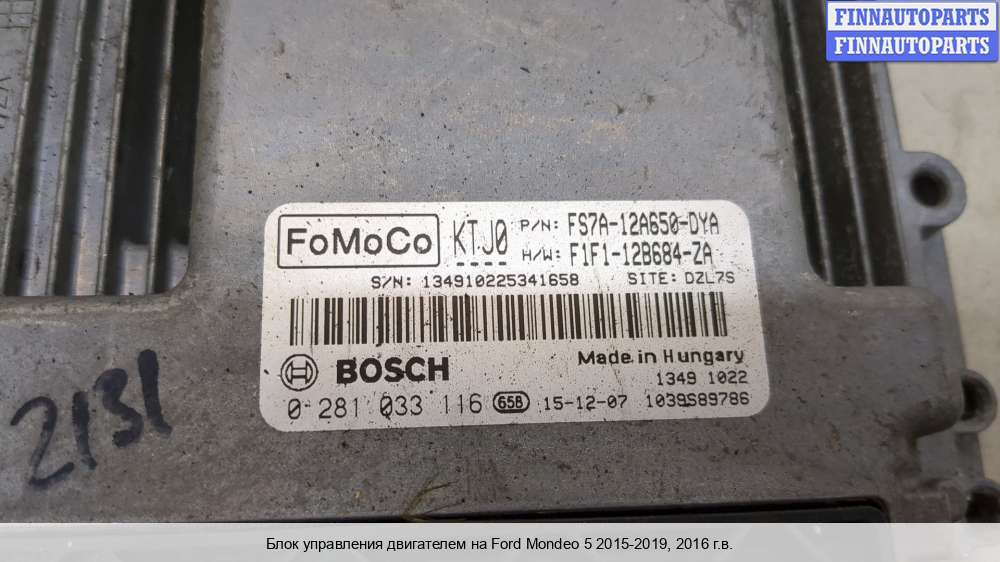 FINNAUTOPARTS
FINNAUTOPARTS
FoMoCo KTJ0 P/N: FS7A-12A650-DYA
H/W: F1F1-12B684-ZA
S/N: 134910225341658 SITE: DZL7S
BOSCH Made in Hungary
1349 1022
0 281 033 116 65B 15-12-07 1039S89786
2131
Блок управления двигателем на Ford Mondeo 5 2015-2019, 2016 г.в.